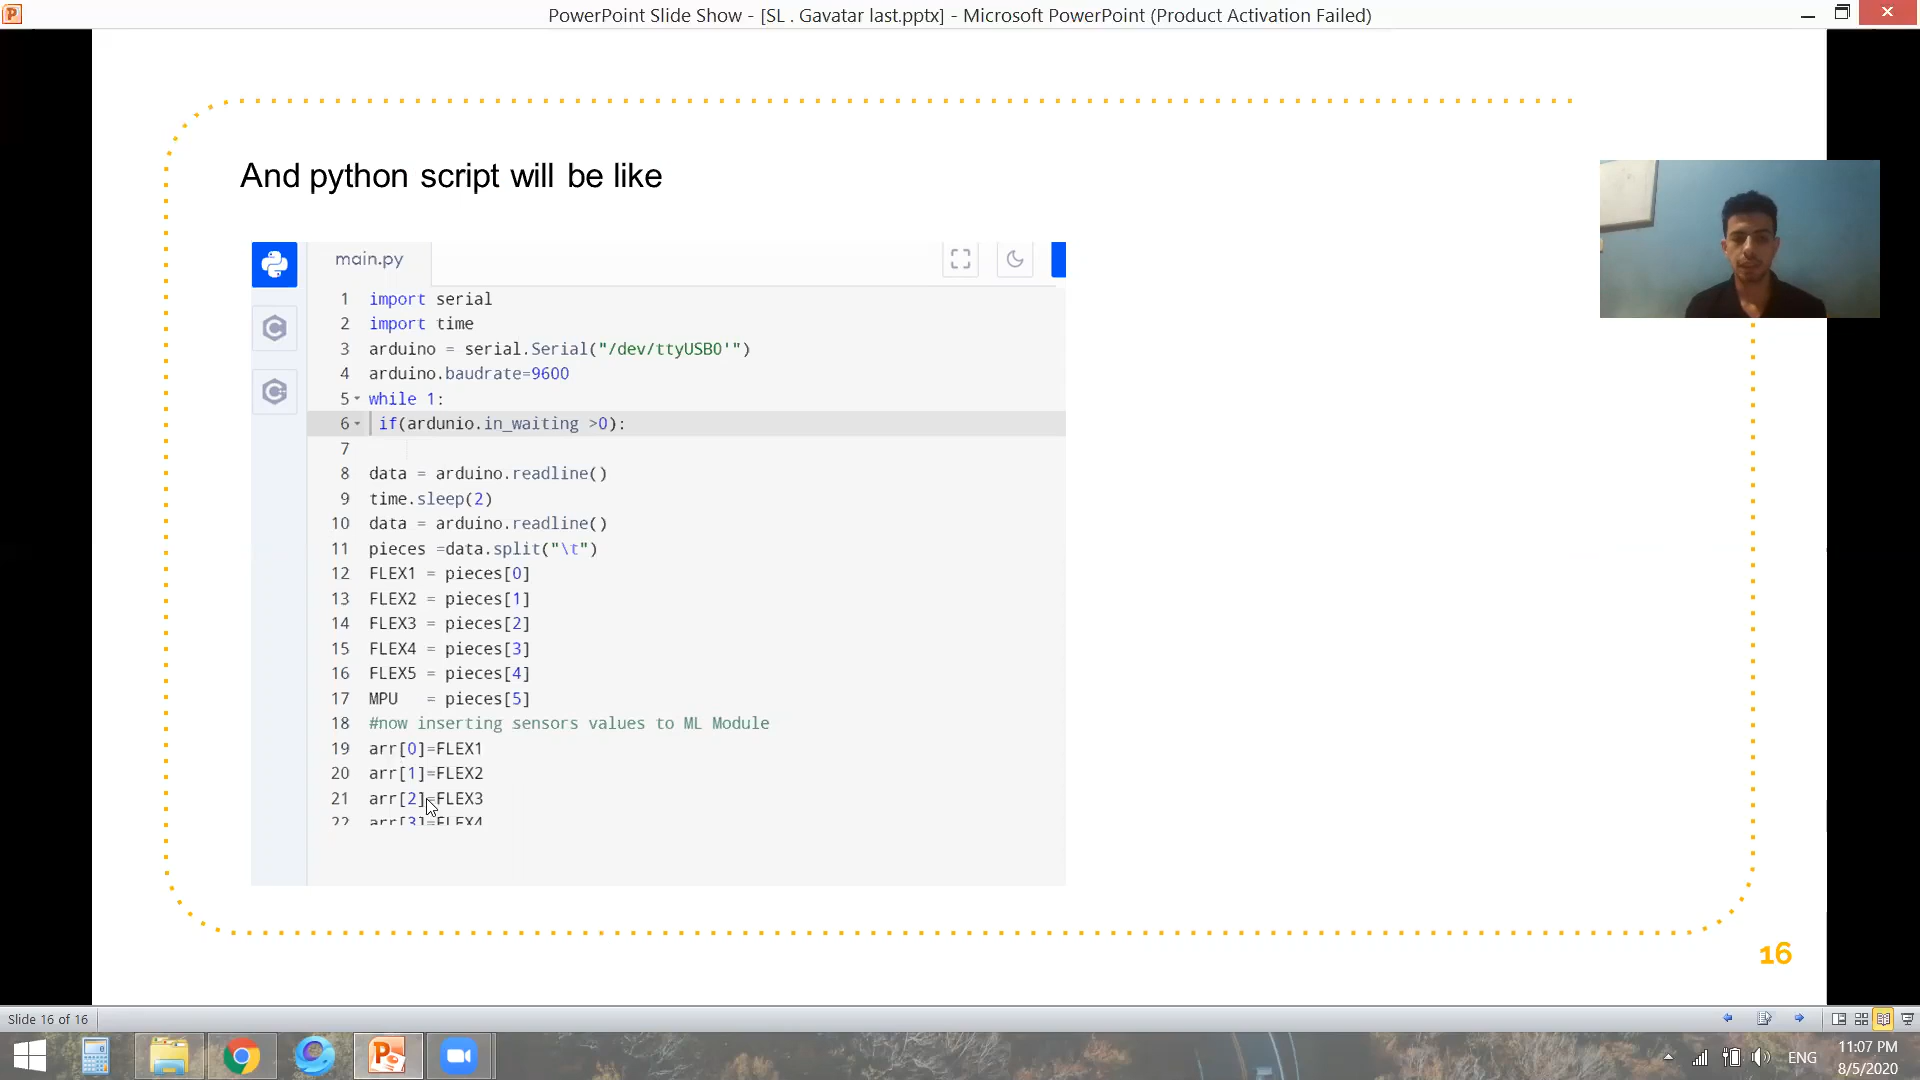 PowerPoint Slide Show - [SL . Gavatar last.pptx] - Microsoft PowerPoint (Product Activation Failed)
And python script will be like
main.py
1 import serial
2 import time
3 arduino = serial.Serial("/dev/ttyUSB0'")
4 arduino.baudrate=9600
5 while 1:
6 if(ardunio.in_waiting >0):
7
8 data = arduino.readline()
9 time.sleep(2)
10 data = arduino.readline()
11 pieces =data.split("\t")
12 FLEX1 = pieces[0]
13 FLEX2 = pieces[1]
14 FLEX3 = pieces[2]
15 FLEX4 = pieces[3]
16 FLEX5 = pieces[4]
17 MPU   = pieces[5]
18 #now inserting sensors values to ML Module
19 arr[0]=FLEX1
20 arr[1]=FLEX2
21 arr[2]=FLEX3
22 arr[3]=FLEX4
16
Slide 16 of 16
ENG
11:07 PM
8/5/2020